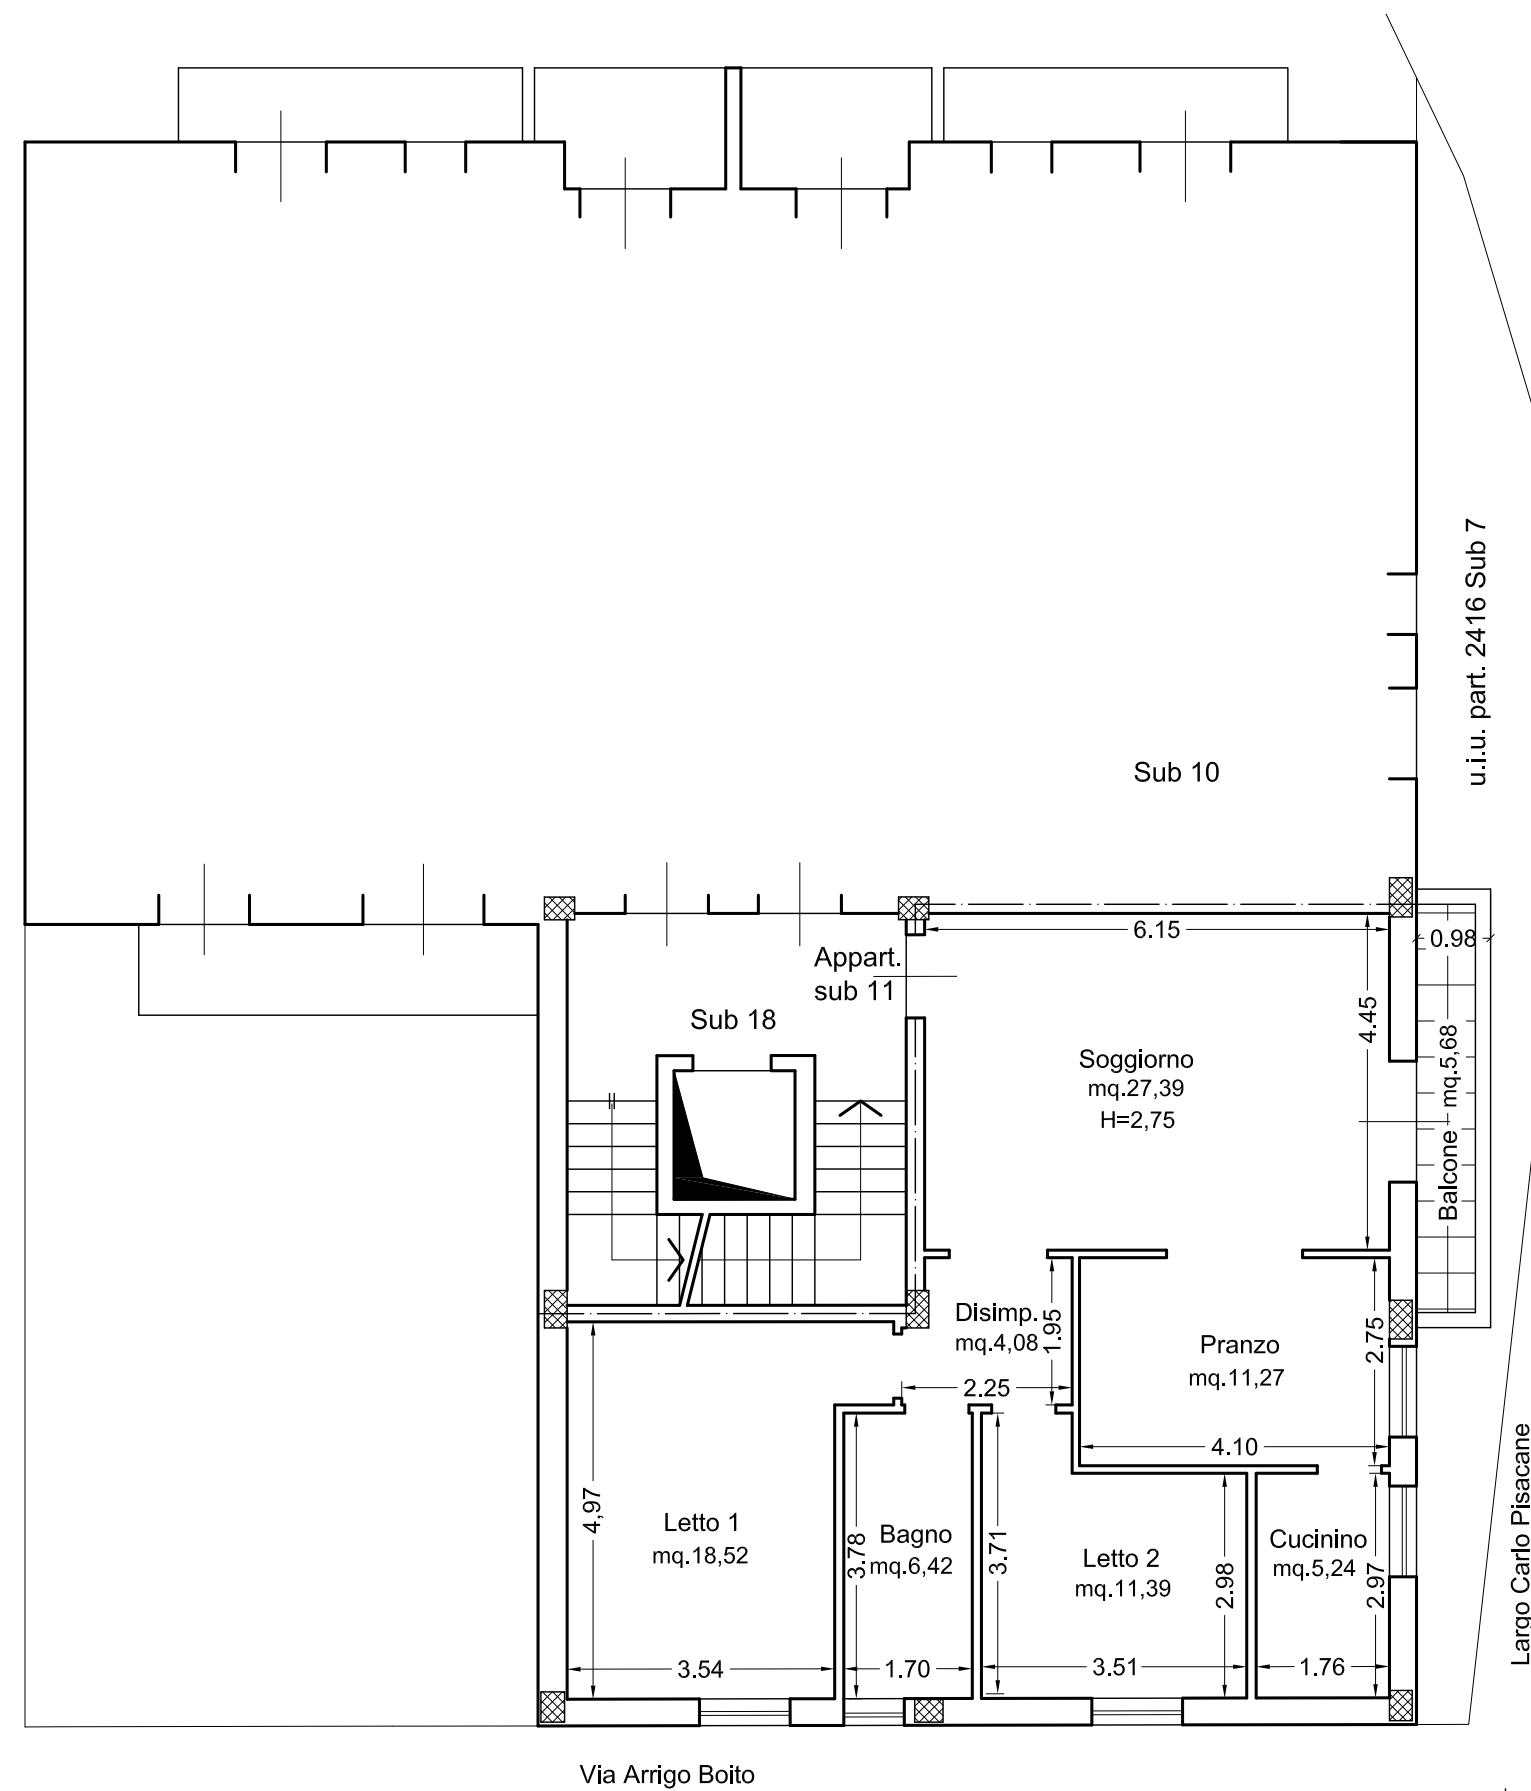 u.i.u. part. 2416 Sub 7
Sub 10
6.15
0.98
Appart.
sub 11
4.45
Sub 18
Soggiorno
mq.27,39
H=2,75
Balcone mq.5,68
Disimp.
mq.4,08
1.95
Pranzo
mq.11,27
2.75
2.25
4.10
4,97
Letto 1
mq.18,52
3.78
Bagno
mq.6,42
3.71
Letto 2
mq.11,39
2.98
Cucinino
mq.5,24
2.97
3.54
1.70
3.51
1.76
Largo Carlo Pisacane
Via Arrigo Boito